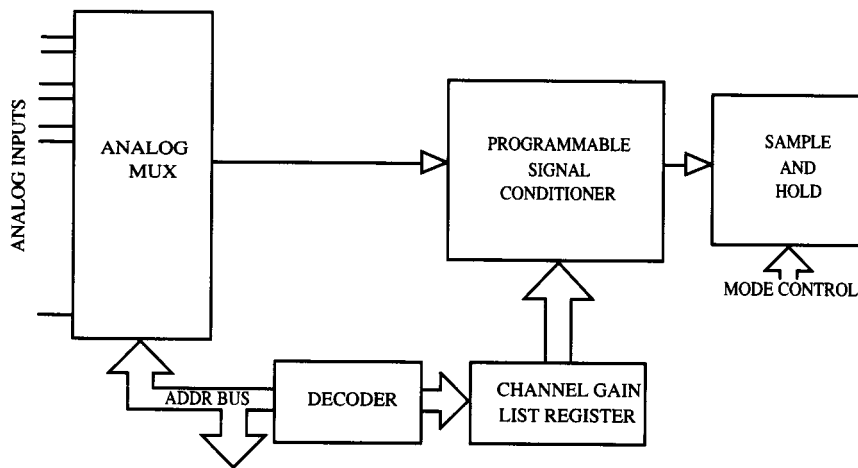 ANALOG INPUTS
ANALOG
MUX
PROGRAMMABLE
SIGNAL
CONDITIONER
SAMPLE
AND
HOLD
MODE CONTROL
ADDR BUS
DECODER
CHANNEL GAIN
LIST REGISTER